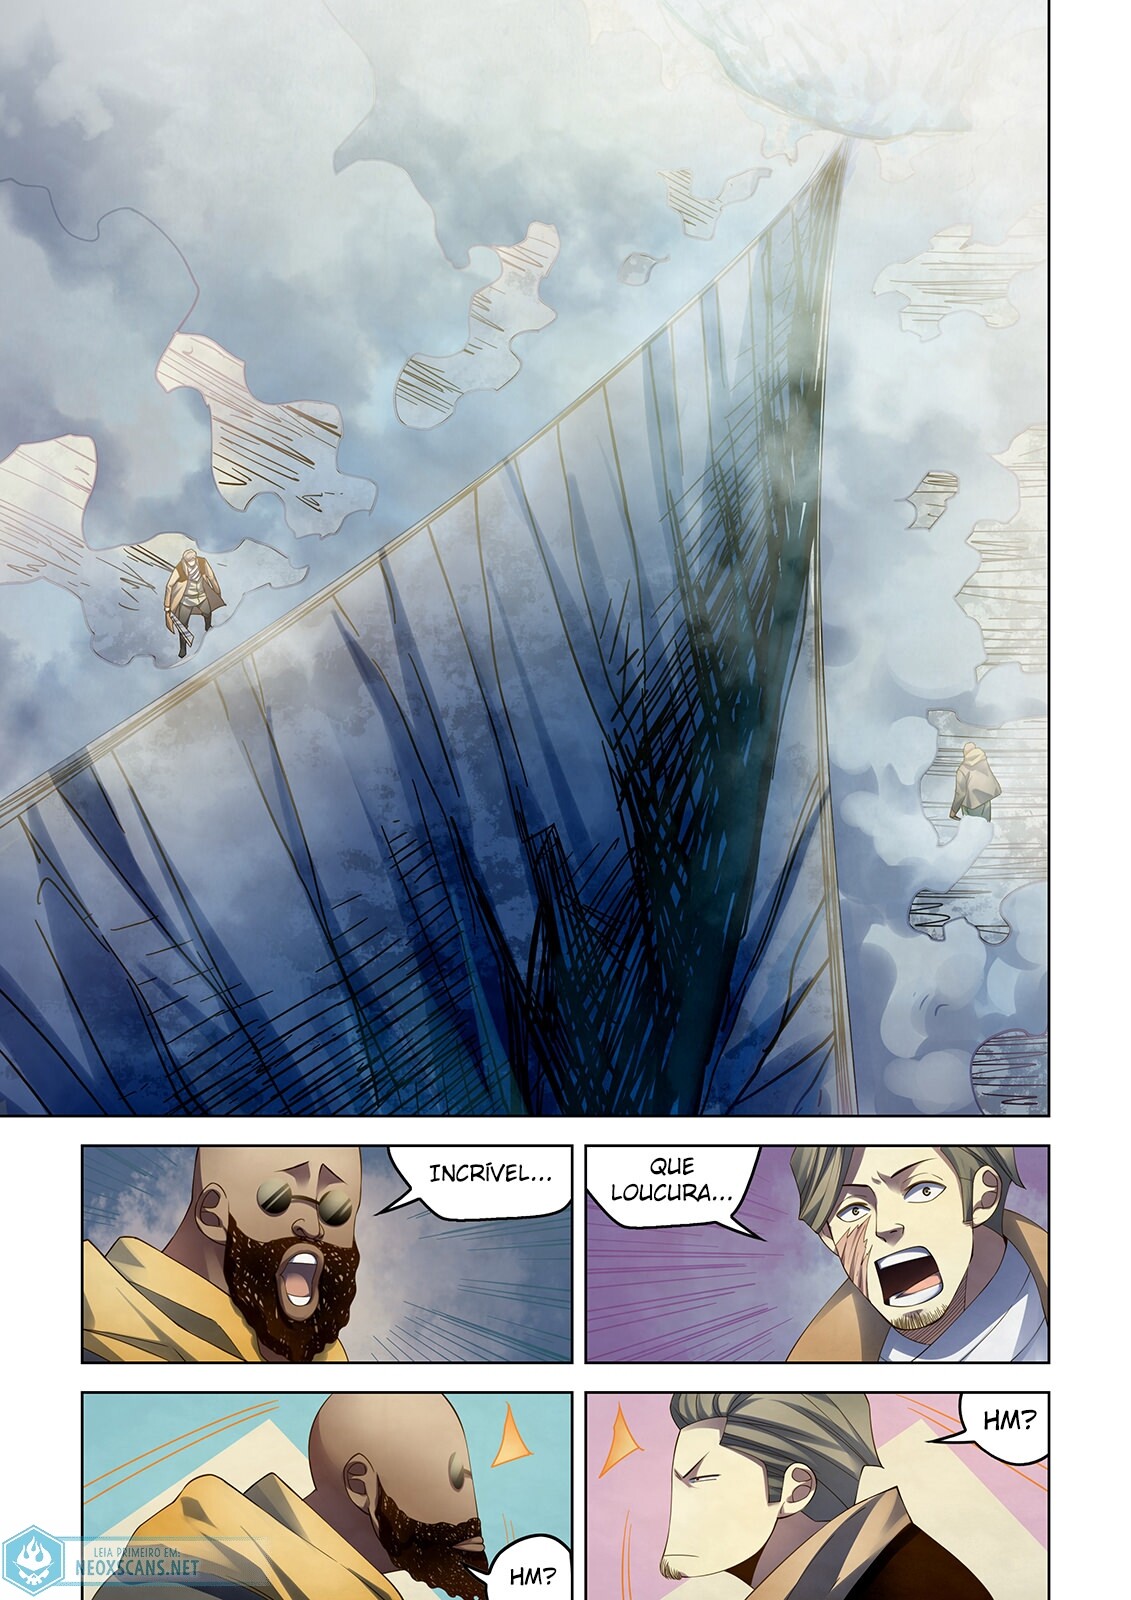 INCRÍVEL...
QUE
LOUCURA...
HM?
HM?
LEIA PRIMEIRO EM:
NEOXSCANS.NET